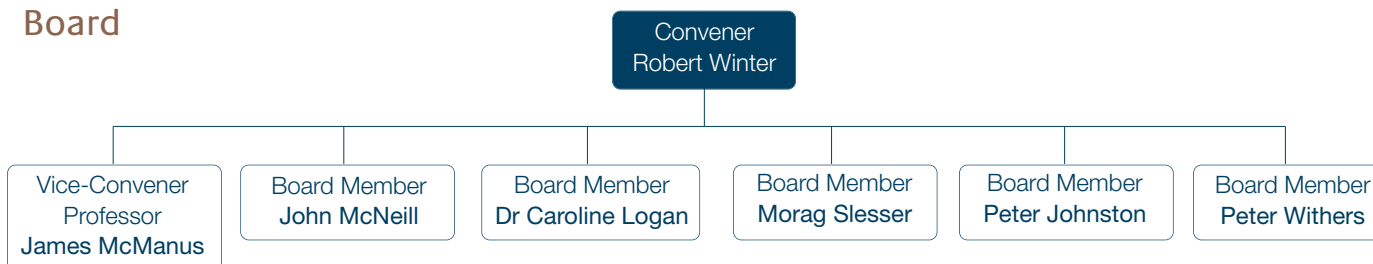 Board
Convener
Robert Winter
Vice-Convener
Professor
James McManus
Board Member
John McNeill
Board Member
Dr Caroline Logan
Board Member
Morag Slesser
Board Member
Peter Johnston
Board Member
Peter Withers